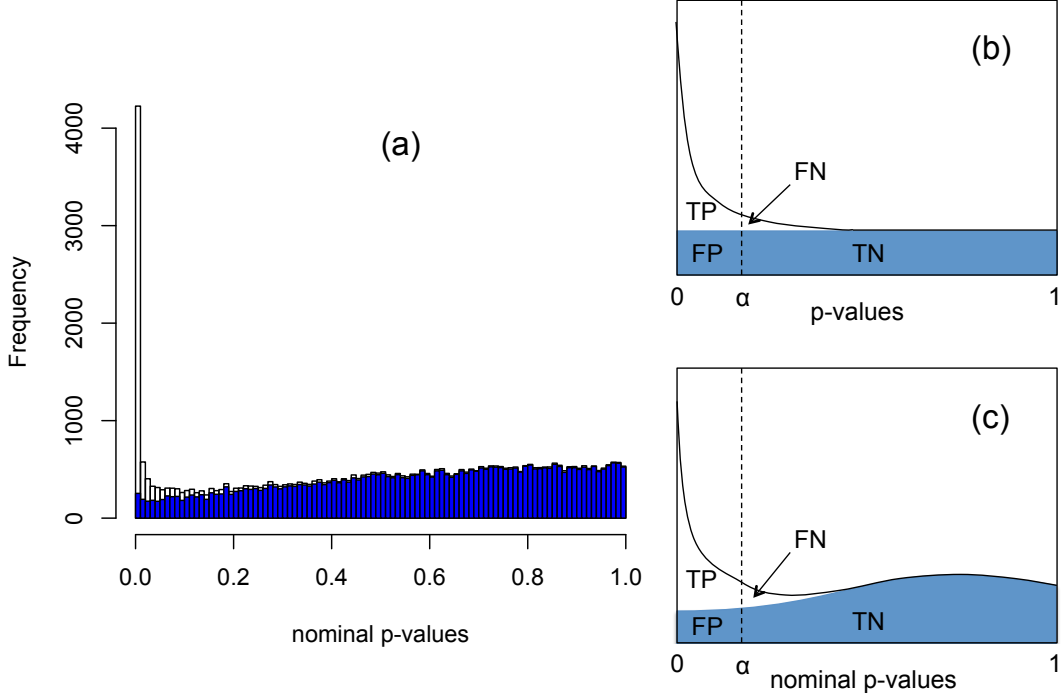 (a)
Frequency
4000
3000
2000
1000
0
0.0 0.2 0.4 0.6 0.8 1.0
nominal p-values
(b)
FN
TP
FP TN
0 α 1
p-values
(c)
FN
TP
FP TN
0 α 1
nominal p-values